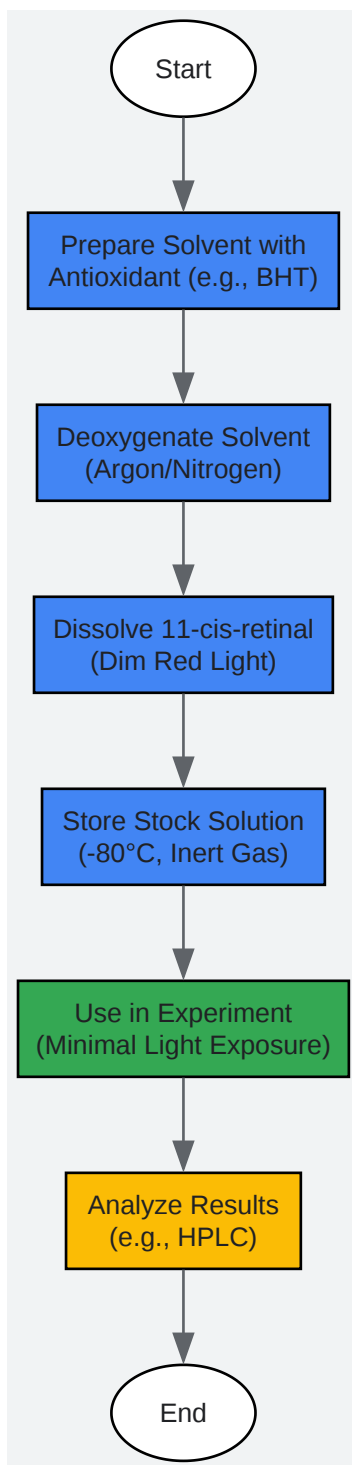 Start
Prepare Solvent with
Antioxidant (e.g., BHT)
Deoxygenate Solvent
(Argon/Nitrogen)
Dissolve 11-cis-retinal
(Dim Red Light)
Store Stock Solution
(-80°C, Inert Gas)
Use in Experiment
(Minimal Light Exposure)
Analyze Results
(e.g., HPLC)
End